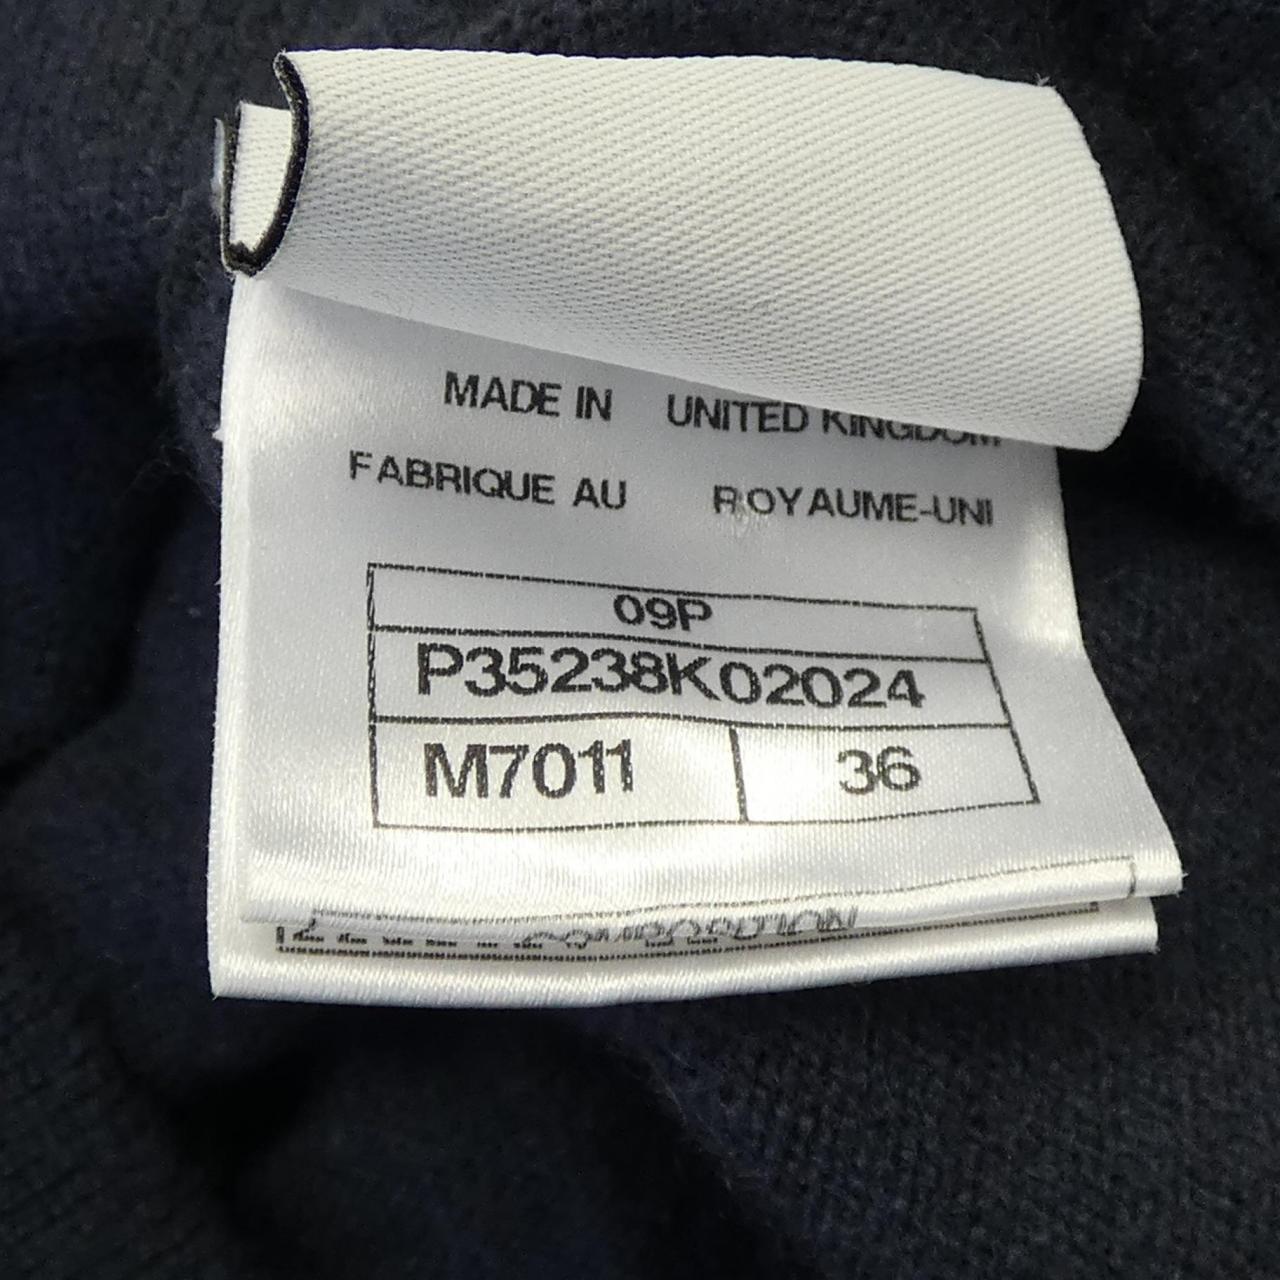 MADE IN UNITED KINGDOM
FABRIQUE AU ROYAUME-UNI
09P
P35238K02024
M7011 36